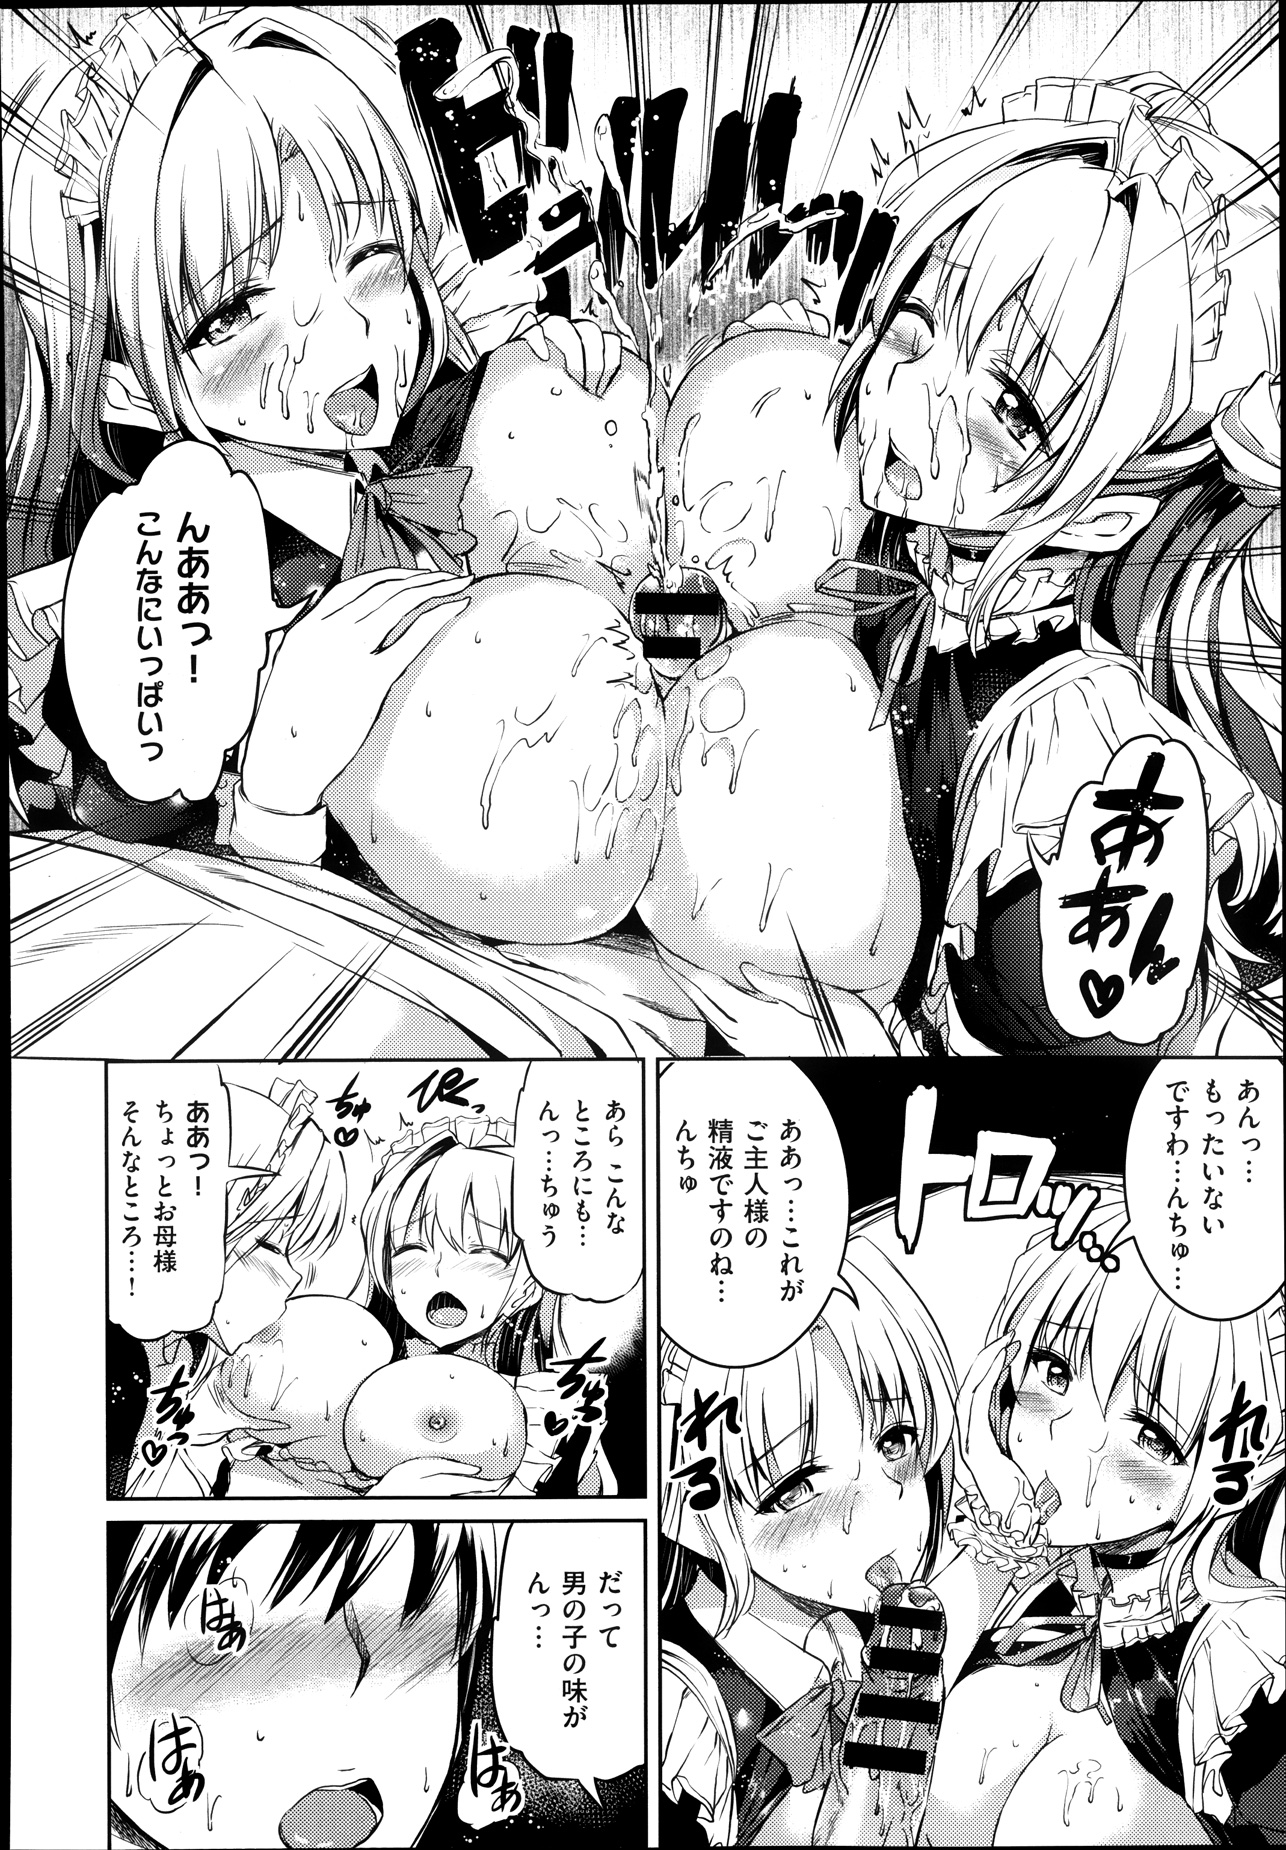 ドビュルルルッ
んああっ！
こんなにいっぱいっ
ああ
あん♡
あんっ…
もったいない
ですわ…んちゅ…
トロッ…
ああっ…これが
ご主人様の
精液ですのね…
んちゅ
れる
れろ
あら こんな
ところにも…
んっ…ちゅう
ぴくっ
ちゅ♡
ああっ！
ちょっとお母様
そんなところ…！
ちゅっ♡
ちゅっ♡
だって
男の子の味が
んっ…
はぁ
はぁ
はぁ